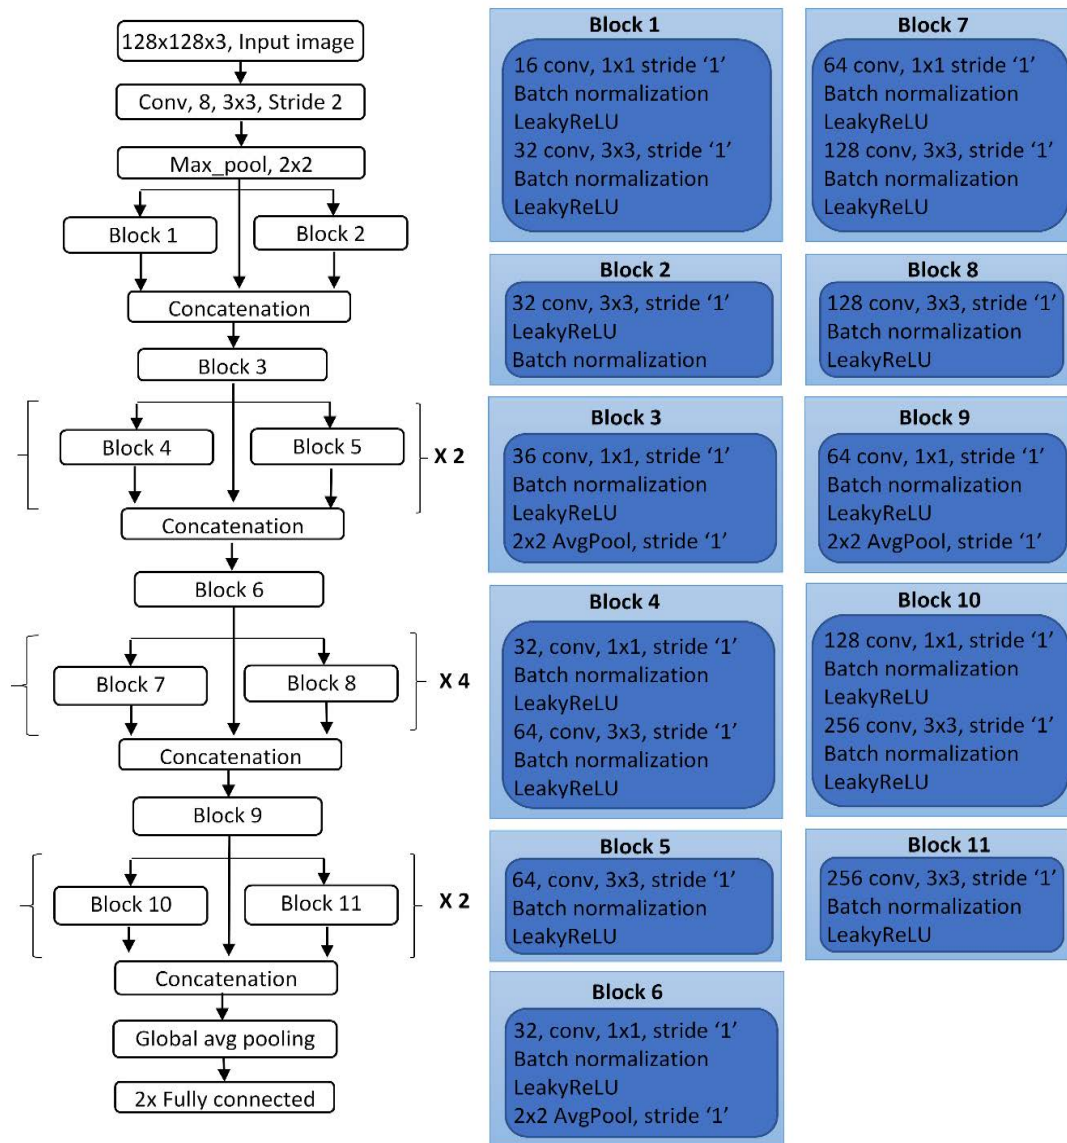 128x128x3, Input image
Conv, 8, 3x3, Stride 2
Max_pool, 2x2
Block 1
Block 2
Concatenation
Block 3
Block 4
Block 5
X 2
Concatenation
Block 6
Block 7
Block 8
X 4
Concatenation
Block 9
Block 10
Block 11
X 2
Concatenation
Global avg pooling
2x Fully connected
Block 1
16 conv, 1x1 stride ‘1’
Batch normalization
LeakyReLU
32 conv, 3x3, stride ‘1’
Batch normalization
LeakyReLU
Block 2
32 conv, 3x3, stride ‘1’
LeakyReLU
Batch normalization
Block 3
36 conv, 1x1, stride ‘1’
Batch normalization
LeakyReLU
2x2 AvgPool, stride ‘1’
Block 4
32, conv, 1x1, stride ‘1’
Batch normalization
LeakyReLU
64, conv, 3x3, stride ‘1’
Batch normalization
LeakyReLU
Block 5
64, conv, 3x3, stride ‘1’
Batch normalization
LeakyReLU
Block 6
32, conv, 1x1, stride ‘1’
Batch normalization
LeakyReLU
2x2 AvgPool, stride ‘1’
Block 7
64 conv, 1x1 stride ‘1’
Batch normalization
LeakyReLU
128 conv, 3x3, stride ‘1’
Batch normalization
LeakyReLU
Block 8
128 conv, 3x3, stride ‘1’
Batch normalization
LeakyReLU
Block 9
64 conv, 1x1, stride ‘1’
Batch normalization
LeakyReLU
2x2 AvgPool, stride ‘1’
Block 10
128 conv, 1x1, stride ‘1’
Batch normalization
LeakyReLU
256 conv, 3x3, stride ‘1’
Batch normalization
LeakyReLU
Block 11
256 conv, 3x3, stride ‘1’
Batch normalization
LeakyReLU